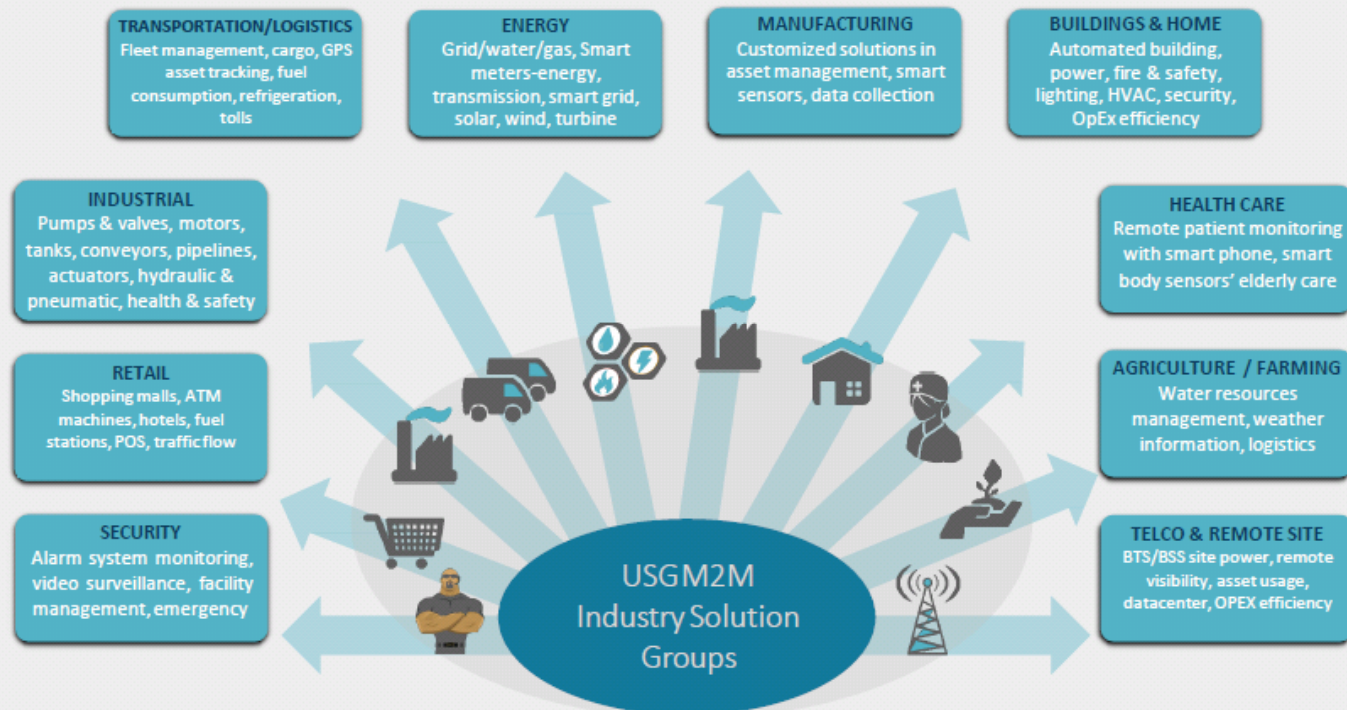 TRANSPORTATION/LOGISTICS
Fleet management, cargo, GPS
asset tracking, fuel
consumption, refrigeration,
tolls
ENERGY
Grid/water/gas, Smart
meters-energy,
transmission, smart grid,
solar, wind, turbine
MANUFACTURING
Customized solutions in
asset management, smart
sensors, data collection
BUILDINGS & HOME
Automated building,
power, fire & safety,
lighting, HVAC, security,
OpEx efficiency
INDUSTRIAL
Pumps & valves, motors,
tanks, conveyors, pipelines,
actuators, hydraulic &
pneumatic, health & safety
HEALTH CARE
Remote patient monitoring
with smart phone, smart
body sensors' elderly care
RETAIL
Shopping malls, ATM
machines, hotels, fuel
stations, POS, traffic flow
AGRICULTURE / FARMING
Water resources
management, weather
information, logistics
SECURITY
Alarm system monitoring,
video surveillance, facility
management, emergency
TELCO & REMOTE SITE
BTS/BSS site power, remote
visibility, asset usage,
datacenter, OPEX efficiency
USGM2M
Industry Solution
Groups